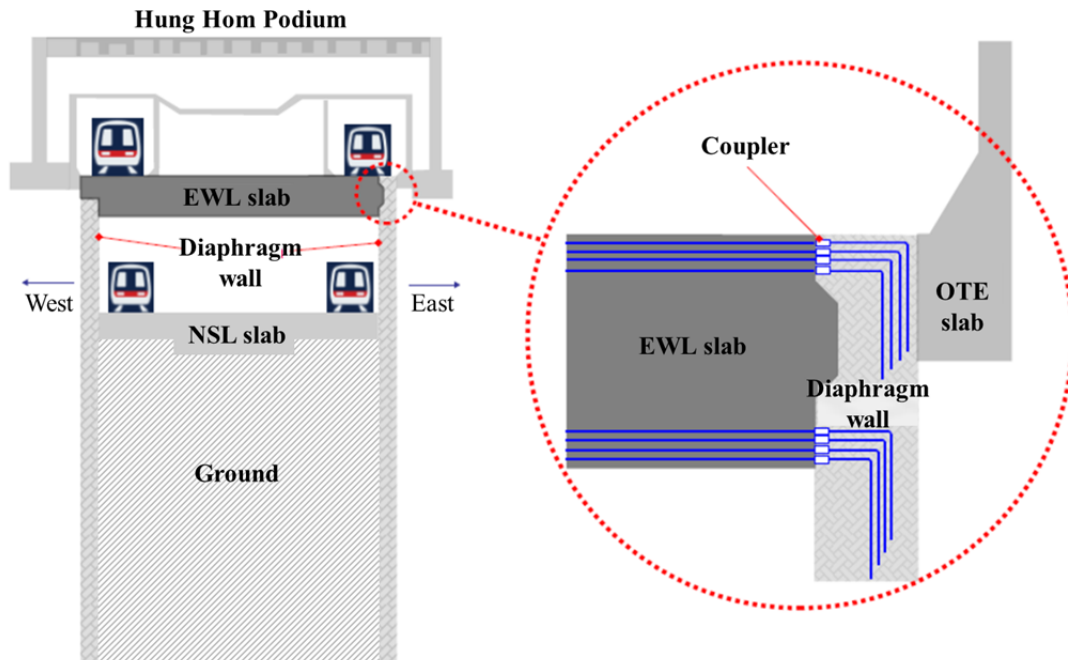 Hung Hom Podium
EWL slab
Diaphragm
wall
West
East
NSL slab
Ground
Coupler
EWL slab
OTE
slab
Diaphragm
wall